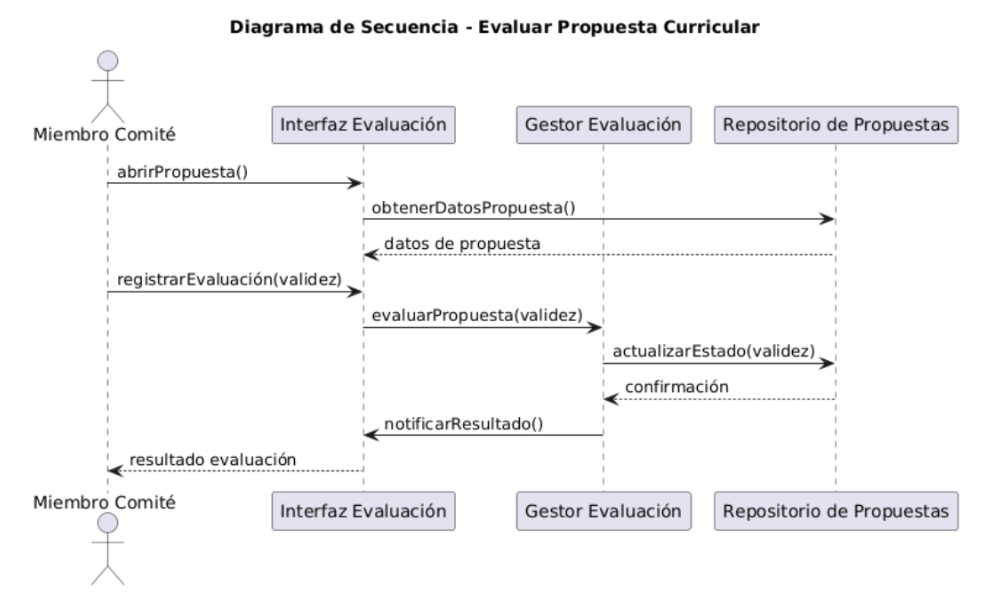 Diagrama de Secuencia - Evaluar Propuesta Curricular
Miembro Comité
Interfaz Evaluación
Gestor Evaluación
Repositorio de Propuestas
abrirPropuesta()
obtenerDatosPropuesta()
datos de propuesta
registrarEvaluación(validez)
evaluarPropuesta(validez)
actualizarEstado(validez)
confirmación
notificarResultado()
resultado evaluación
Miembro Comité
Interfaz Evaluación
Gestor Evaluación
Repositorio de Propuestas